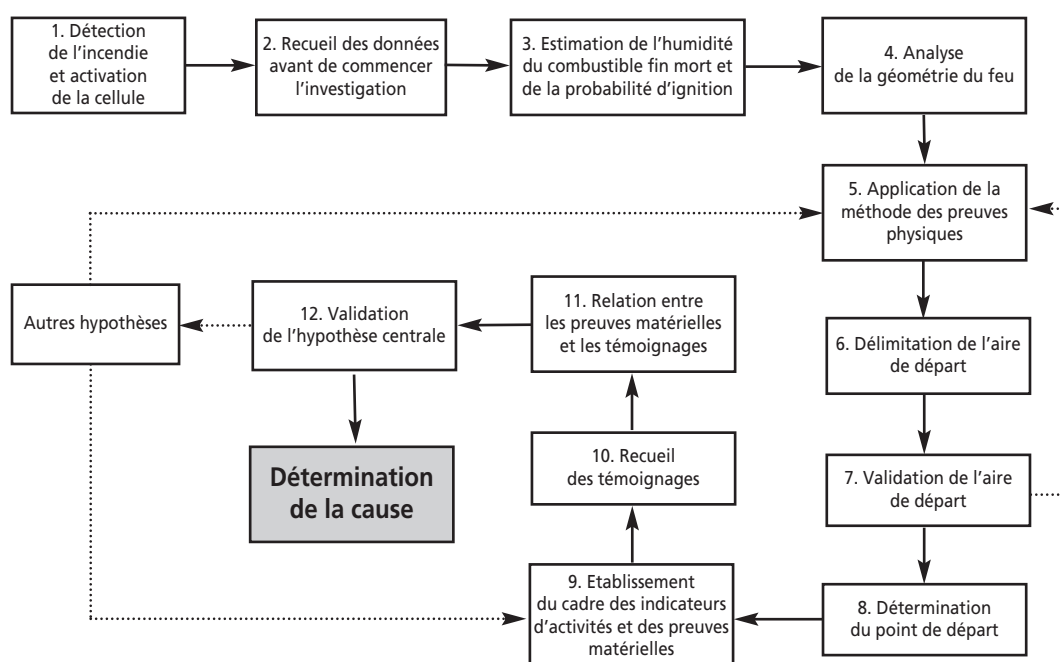 1. Détection
de l’incendie
et activation
de la cellule
2. Recueil des données
avant de commencer
l’investigation
3. Estimation de l’humidité
du combustible fin mort et
de la probabilité d’ignition
4. Analyse
de la géométrie du feu
5. Application de la
méthode des preuves
physiques
6. Délimitation de l’aire
de départ
7. Validation de l’aire
de départ
8. Détermination
du point de départ
9. Etablissement
du cadre des indicateurs
d’activités et des preuves
matérielles
10. Recueil
des témoignages
11. Relation entre
les preuves matérielles
et les témoignages
12. Validation
de l’hypothèse centrale
Autres hypothèses
Détermination
de la cause